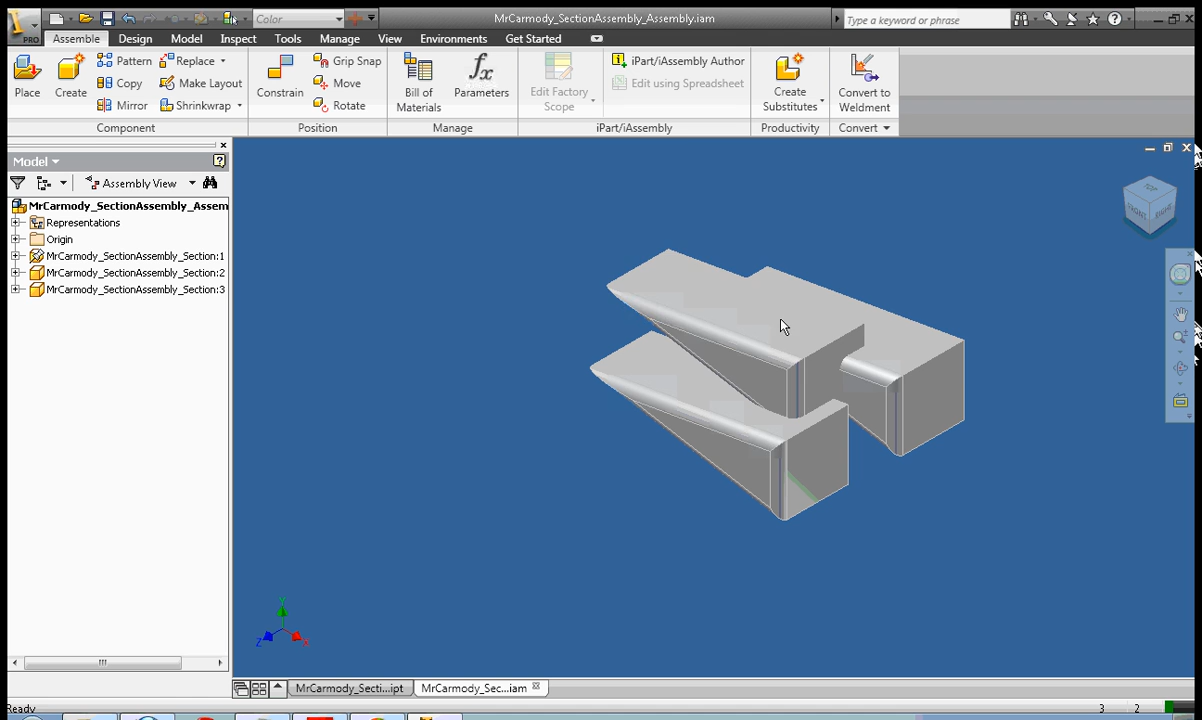 Color
MrCarmody_SectionAssembly_Assembly.iam
Type a keyword or phrase
PRO
Assemble Design Model Inspect Tools Manage View Environments Get Started
Place
Create
Pattern
Copy
Mirror
Replace
Make Layout
Shrinkwrap
Component
Constrain
Grip Snap
Move
Rotate
Position
Bill of
Materials
fx
Parameters
Manage
Edit Factory
Scope
iPart/iAssembly Author
Edit using Spreadsheet
iPart/iAssembly
Create
Substitutes
Productivity
Convert to
Weldment
Convert
Model
Assembly View
MrCarmody_SectionAssembly_Assem
Representations
Origin
MrCarmody_SectionAssembly_Section:1
MrCarmody_SectionAssembly_Section:2
MrCarmody_SectionAssembly_Section:3
TOP
FRONT
RIGHT
Y
Z
X
MrCarmody_Secti...ipt
MrCarmody_Sec...iam
Ready
3 2